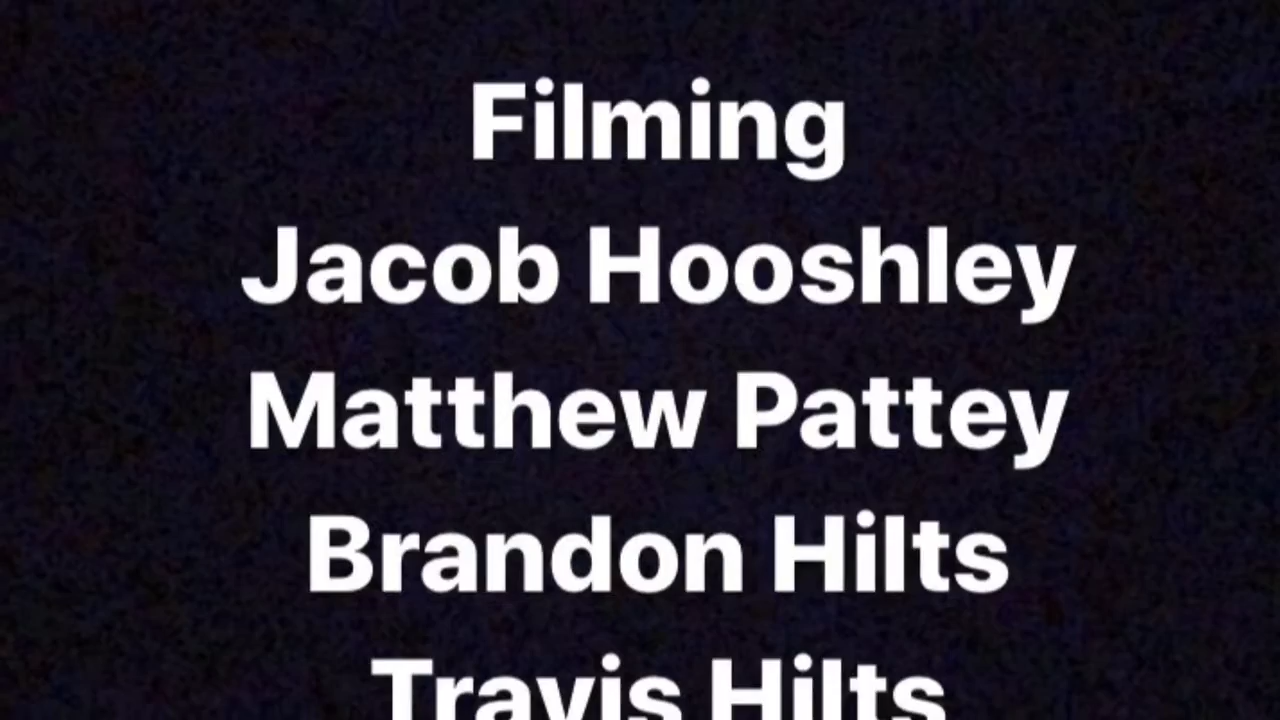 Filming
Jacob Hooshley
Matthew Pattey
Brandon Hilts
Travis Hilts